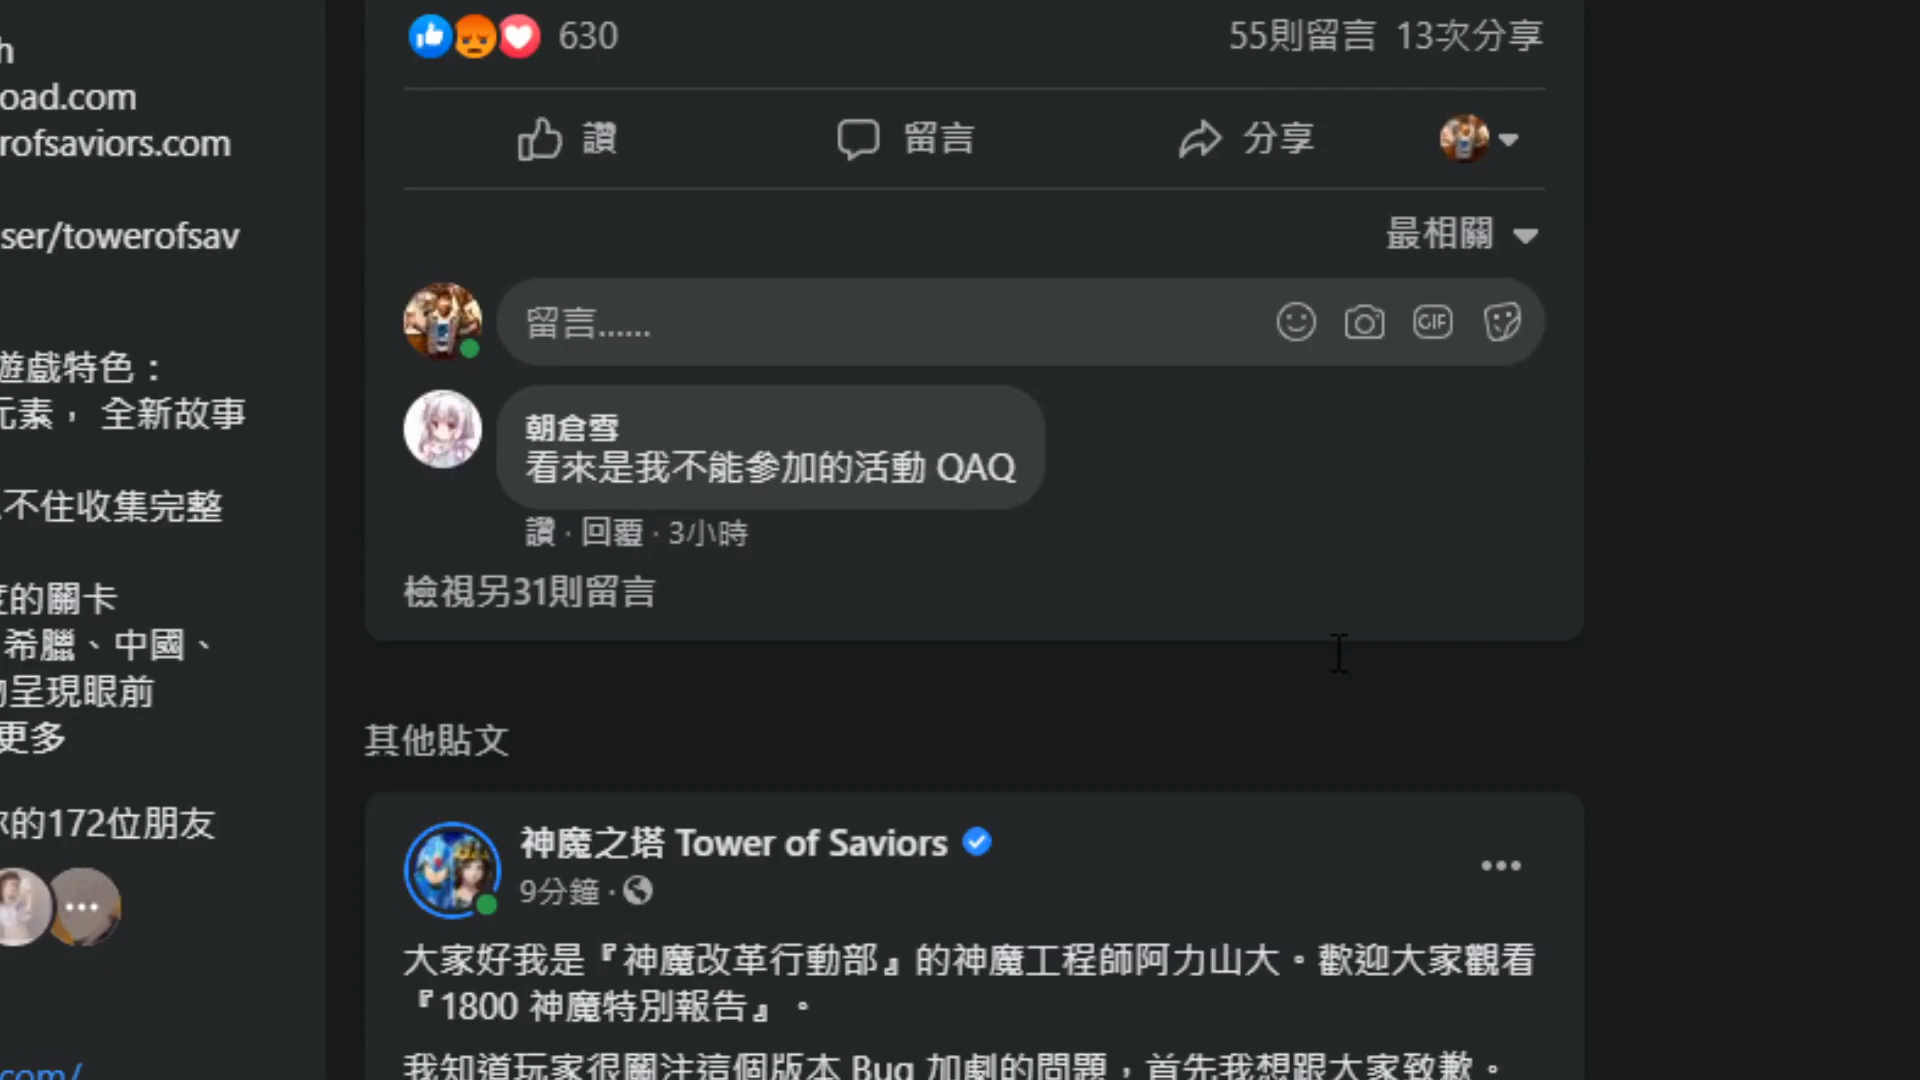 h
oad.com
rofsaviors.com
ser/towerofsav
遊戲特色：
元素， 全新故事
不住收集完整
度的關卡
希臘、中國、
呈現眼前
更多
你的172位朋友
com/
630
55則留言 13次分享
讚
留言
分享
最相關
留言......
GIF
朝倉雪
看來是我不能參加的活動 QAQ
讚 · 回覆 · 3小時
檢視另31則留言
其他貼文
神魔之塔 Tower of Saviors
9分鐘 ·
大家好我是『神魔改革行動部』的神魔工程師阿力山大。歡迎大家觀看
『1800 神魔特別報告』。
我知道玩家很關注這個版本 Bug 加劇的問題，首先我想跟大家致歉。